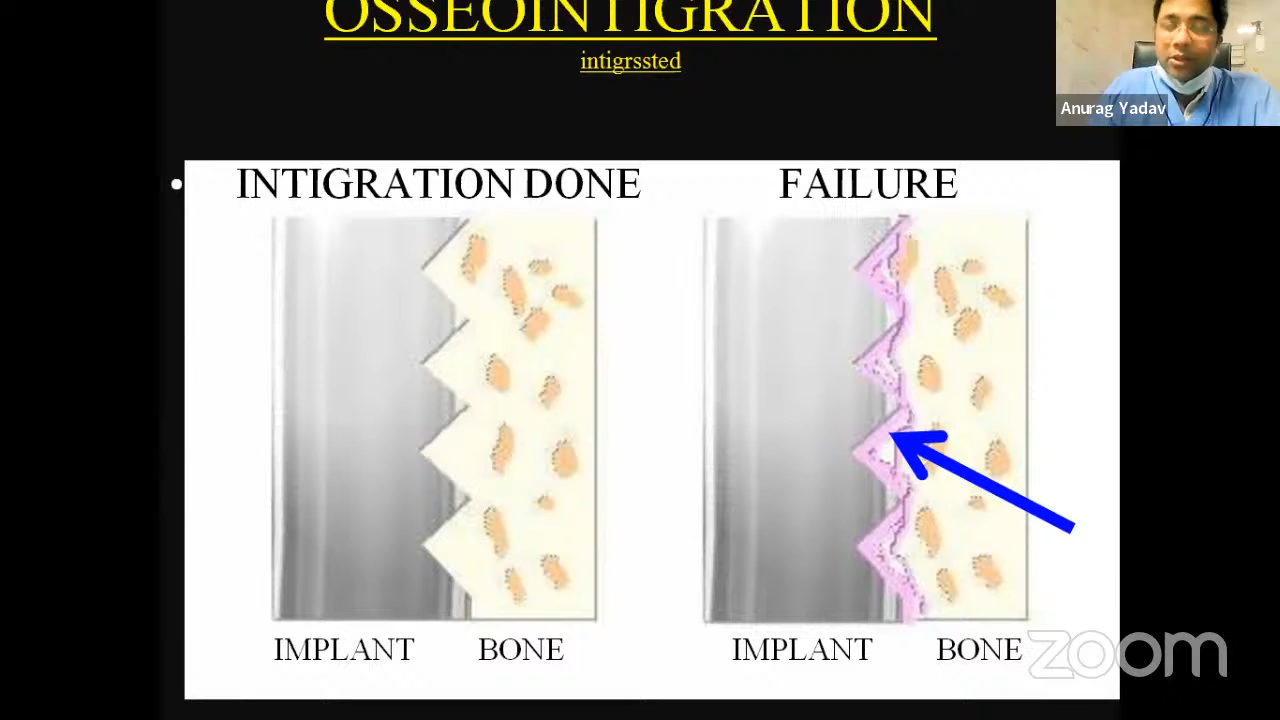 OSSEOINTIGRATION
intigrssted
Anurag Yadav
INTIGRATION DONE
FAILURE
IMPLANT
BONE
IMPLANT
BONE
zoom